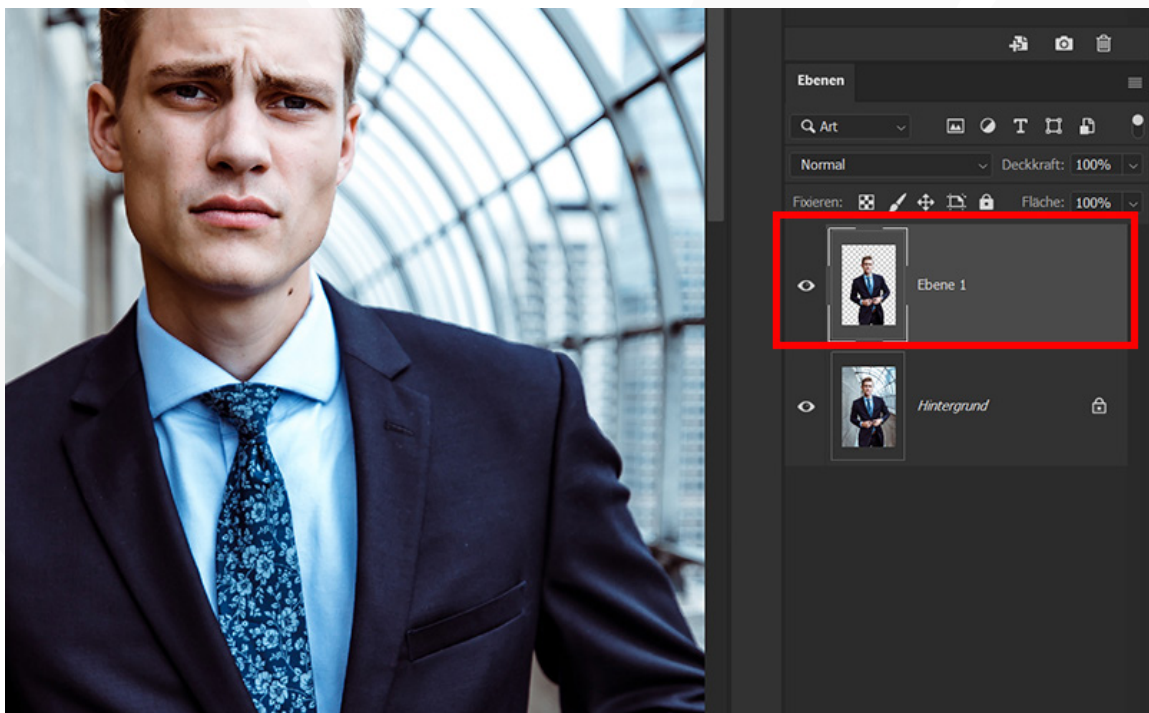 Ebenen
Art
Normal Deckkraft: 100%
Fixieren: Fläche: 100%
Ebene 1
Hintergrund